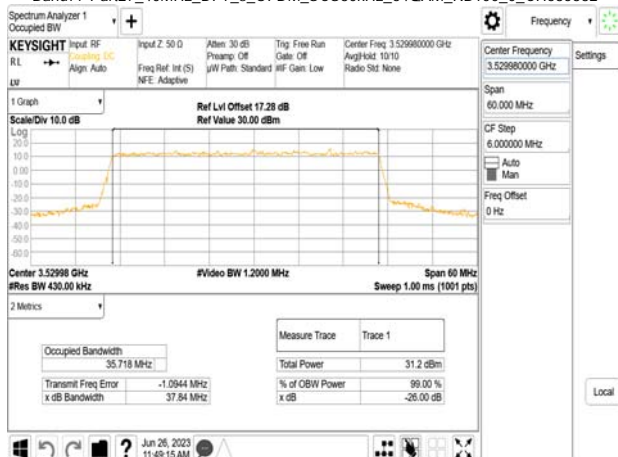 Spectrum Analyzer 1
Occupied BW
+
Frequency
KEYSIGHT
RL
LV
Input: RF
Coupling: DC
Align: Auto
Input Z: 50 Ω
Freq Ref: Int (S)
NFE: Adaptive
Atten: 30 dB
Preamp: Off
µW Path: Standard
Trig: Free Run
Gate: Off
#IF Gain: Low
Center Freq: 3.529980000 GHz
Avg|Hold: 10/10
Radio Std: None
1 Graph
Scale/Div 10.0 dB
Ref Lvl Offset 17.28 dB
Ref Value 30.00 dBm
Log
20.0
10.0
0.00
-10.0
-20.0
-30.0
-40.0
-50.0
-60.0
Center 3.52998 GHz
#Res BW 430.00 kHz
#Video BW 1.2000 MHz
Span 60 MHz
Sweep 1.00 ms (1001 pts)
2 Metrics
Measure Trace
Trace 1
Occupied Bandwidth
35.718 MHz
Total Power
31.2 dBm
Transmit Freq Error
-1.0944 MHz
% of OBW Power
99.00 %
x dB Bandwidth
37.84 MHz
x dB
-26.00 dB
Center Frequency
3.529980000 GHz
Settings
Span
60.000 MHz
CF Step
6.000000 MHz
Auto
Man
Freq Offset
0 Hz
Local
?
Jun 26, 2023
11:49:15 AM